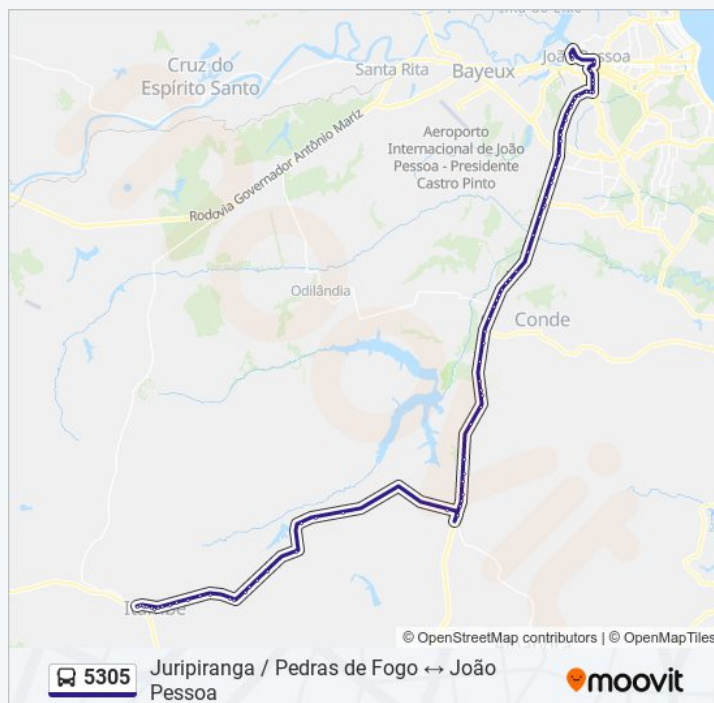 Cruz do
Espírito Santo
Santa Rita
Bayeux
João Pessoa
Aeroporto
Internacional de João
Pessoa - Presidente
Castro Pinto
Rodovia Governador Antônio Mariz
Odilândia
Conde
© OpenStreetMap contributors | © OpenMapTiles
5305
Juripiranga / Pedras de Fogo ↔ João
Pessoa
moovit